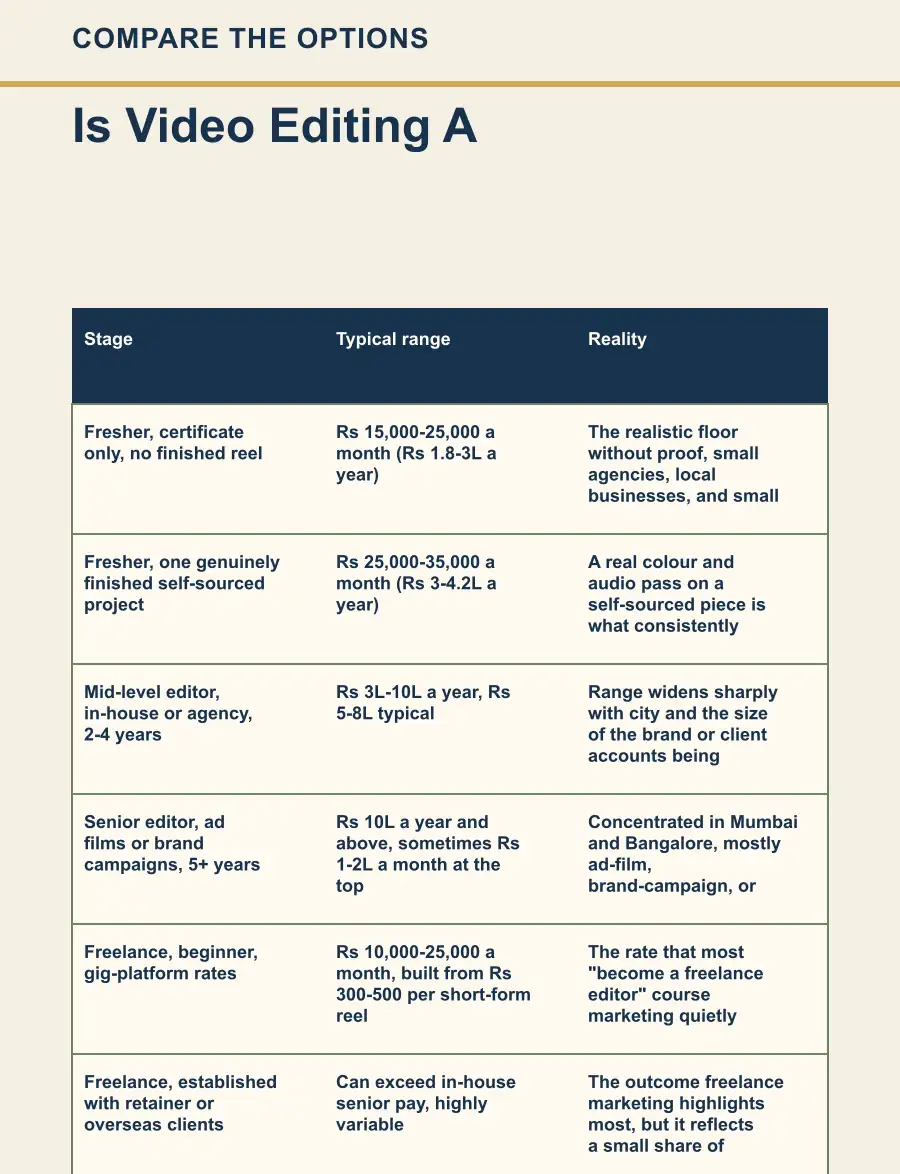 COMPARE THE OPTIONS
Is Video Editing A
Stage
Typical range
Reality
Fresher, certificate
only, no finished reel
Rs 15,000-25,000 a
month (Rs 1.8-3L a
year)
The realistic floor
without proof, small
agencies, local
businesses, and small
Fresher, one genuinely
finished self-sourced
project
Rs 25,000-35,000 a
month (Rs 3-4.2L a
year)
A real colour and
audio pass on a
self-sourced piece is
what consistently
Mid-level editor,
in-house or agency,
2-4 years
Rs 3L-10L a year, Rs
5-8L typical
Range widens sharply
with city and the size
of the brand or client
accounts being
Senior editor, ad
films or brand
campaigns, 5+ years
Rs 10L a year and
above, sometimes Rs
1-2L a month at the
top
Concentrated in Mumbai
and Bangalore, mostly
ad-film,
brand-campaign, or
Freelance, beginner,
gig-platform rates
Rs 10,000-25,000 a
month, built from Rs
300-500 per short-form
reel
The rate that most
"become a freelance
editor" course
marketing quietly
Freelance, established
with retainer or
overseas clients
Can exceed in-house
senior pay, highly
variable
The outcome freelance
marketing highlights
most, but it reflects
a small share of